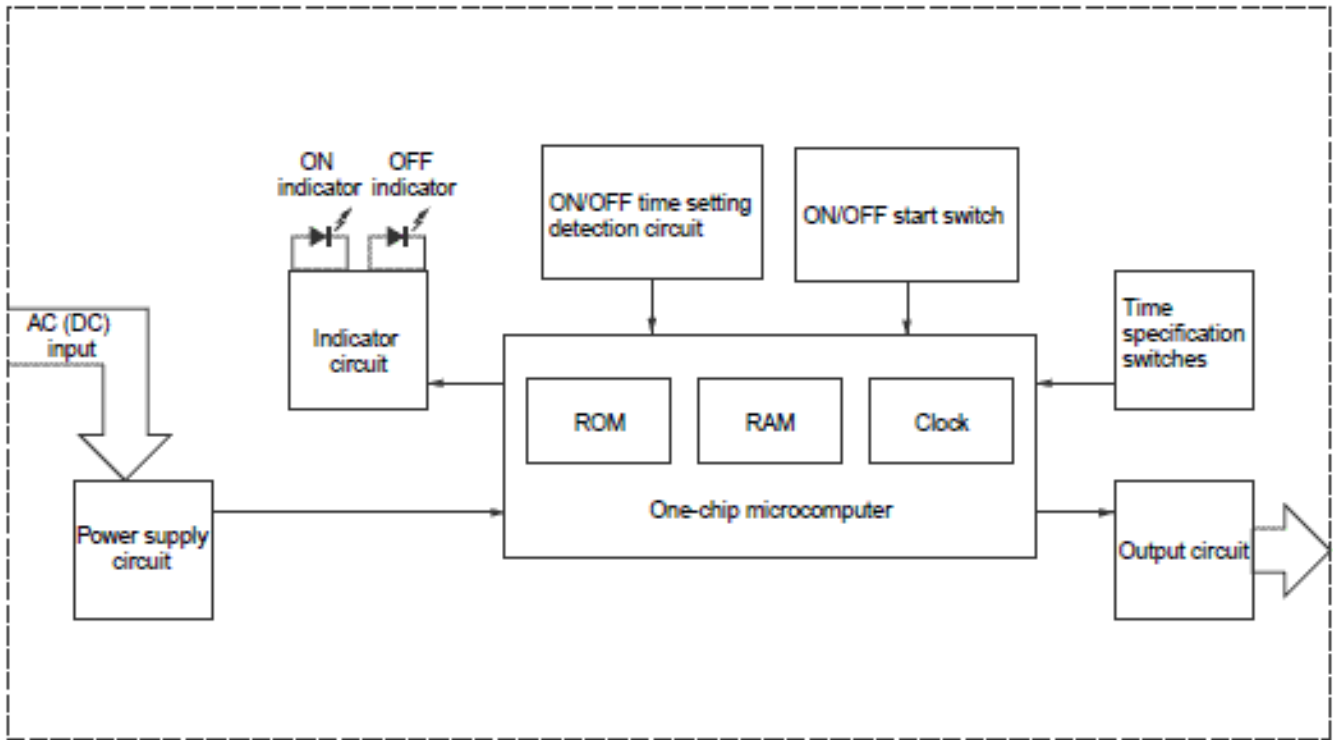 ON
indicator
OFF
indicator
ON/OFF time setting
detection circuit
ON/OFF start switch
AC (DC)
input
Indicator
circuit
Time
specification
switches
ROM
RAM
Clock
One-chip microcomputer
Power supply
circuit
Output circuit